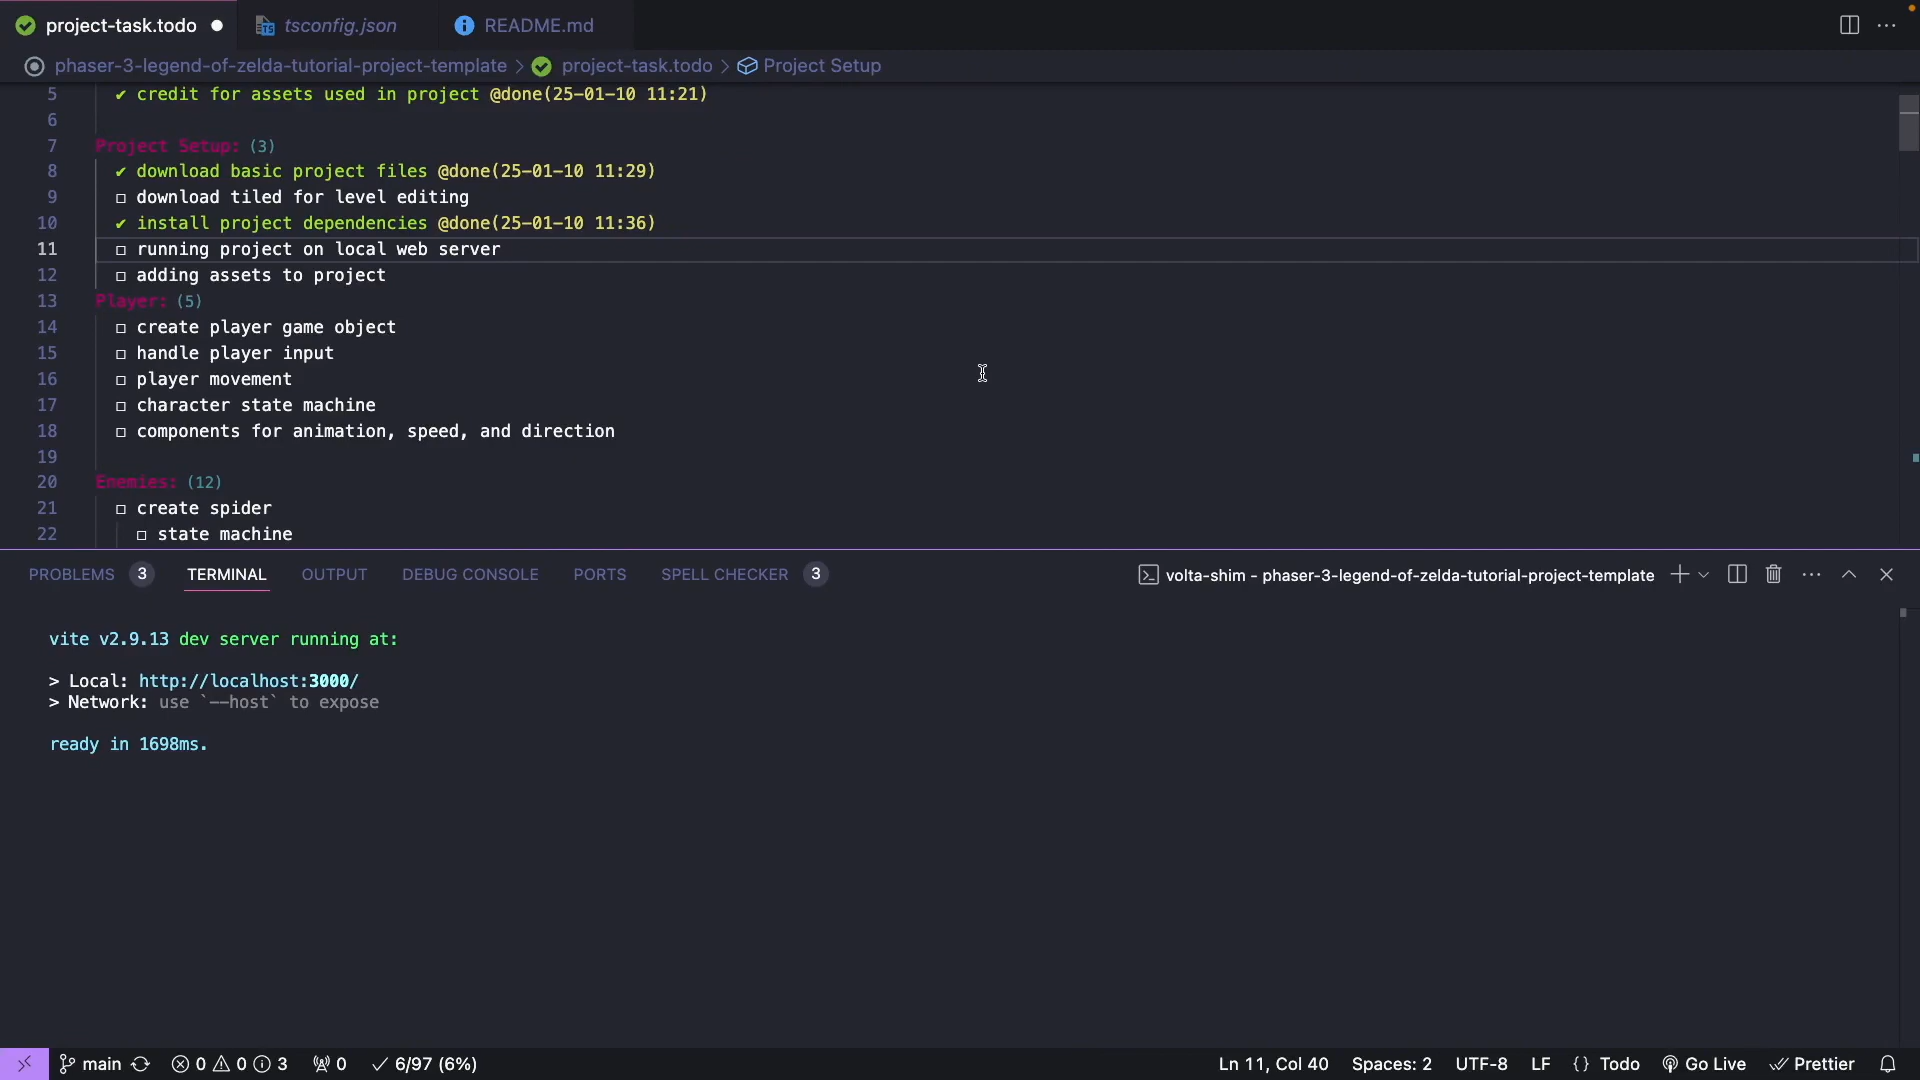 project-task.todo
tsconfig.json
README.md
phaser-3-legend-of-zelda-tutorial-project-template > project-task.todo > Project Setup
5 ✔ credit for assets used in project @done(25-01-10 11:21)
6
7 Project Setup: (3)
8 ✔ download basic project files @done(25-01-10 11:29)
9 ☐ download tiled for level editing
10 ✔ install project dependencies @done(25-01-10 11:36)
11 ☐ running project on local web server
12 ☐ adding assets to project
13 Player: (5)
14 ☐ create player game object
15 ☐ handle player input
16 ☐ player movement
17 ☐ character state machine
18 ☐ components for animation, speed, and direction
19
20 Enemies: (12)
21 ☐ create spider
22 ☐ state machine
PROBLEMS 3 TERMINAL OUTPUT DEBUG CONSOLE PORTS SPELL CHECKER 3
volta-shim - phaser-3-legend-of-zelda-tutorial-project-template
vite v2.9.13 dev server running at:
> Local: http://localhost:3000/
> Network: use `--host` to expose
ready in 1698ms.
main 0 0 3 0 6/97 (6%)
Ln 11, Col 40 Spaces: 2 UTF-8 LF {} Todo Go Live Prettier